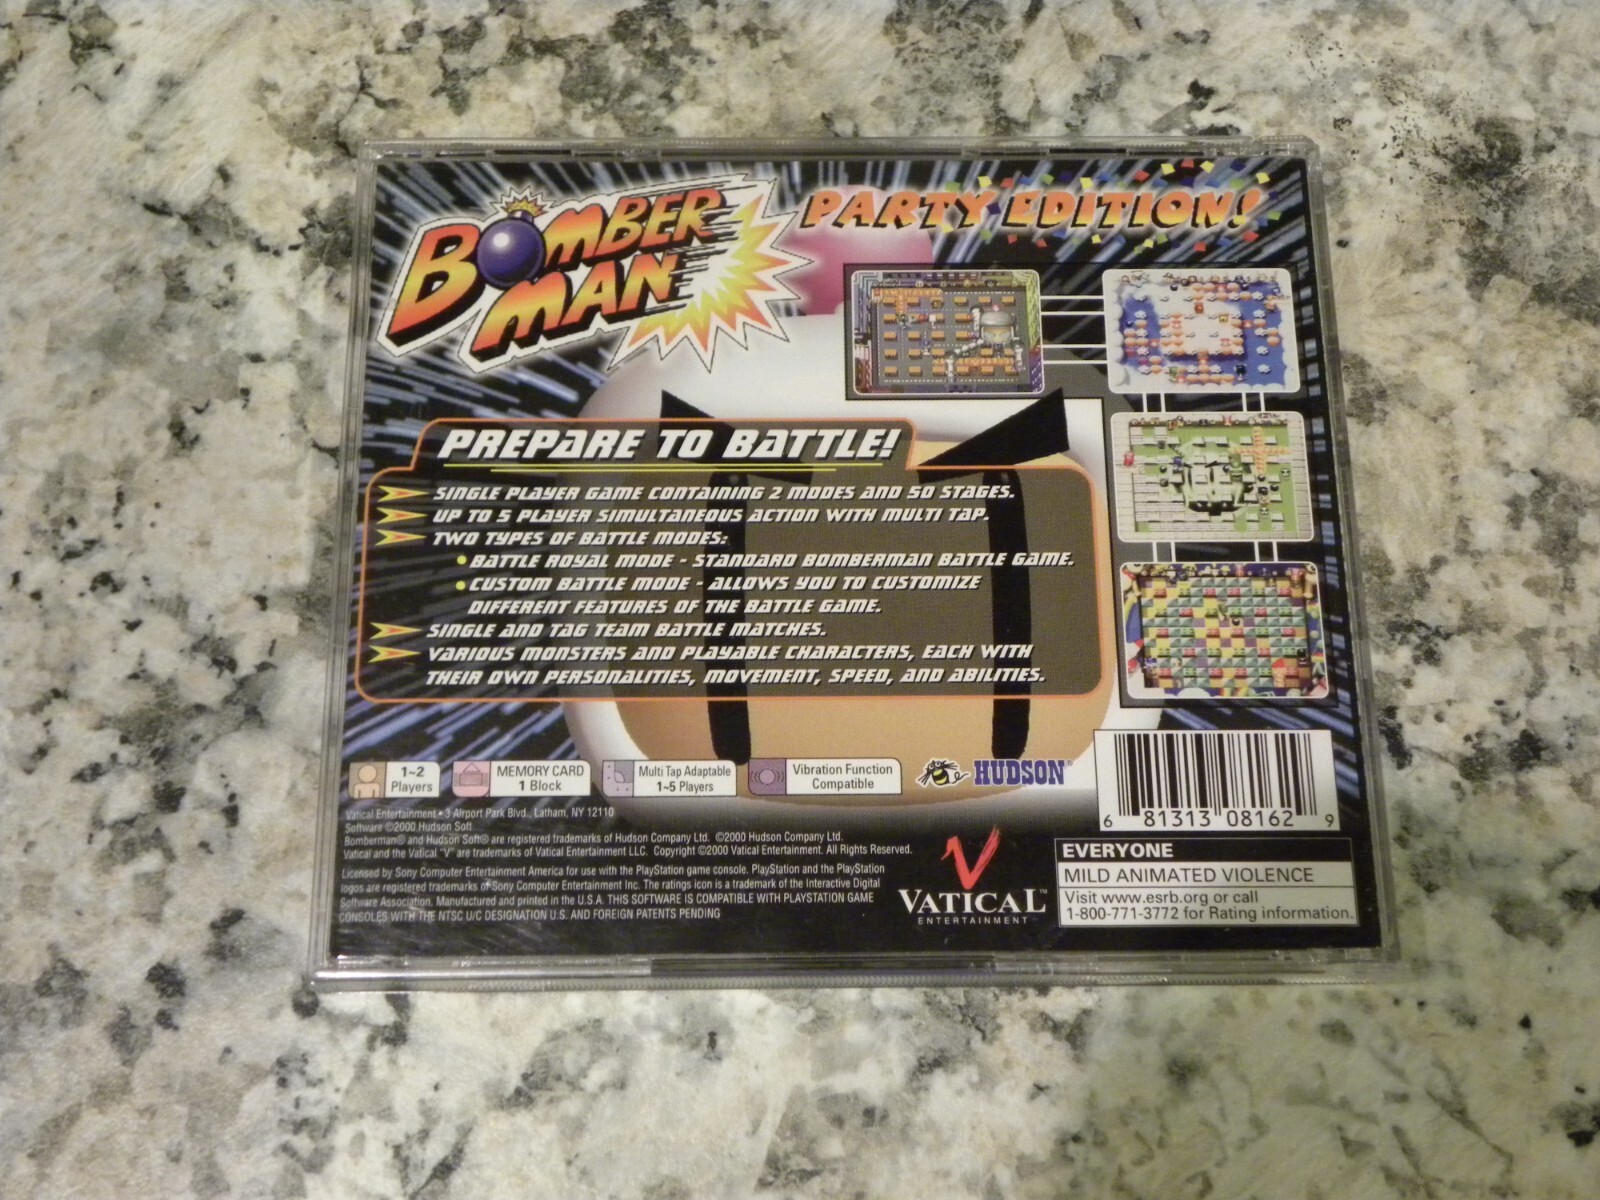 BOMBER
MAN
PARTY EDITION!
PREPARE TO BATTLE!
SINGLE PLAYER GAME CONTAINING 2 MODES AND 50 STAGES.
UP TO 5 PLAYER SIMULTANEOUS ACTION WITH MULTI TAP.
TWO TYPES OF BATTLE MODES:
• BATTLE ROYAL MODE - STANDARD BOMBERMAN BATTLE GAME.
• CUSTOM BATTLE MODE - ALLOWS YOU TO CUSTOMIZE
DIFFERENT FEATURES OF THE BATTLE GAME.
SINGLE AND TAG TEAM BATTLE MATCHES.
VARIOUS MONSTERS AND PLAYABLE CHARACTERS, EACH WITH
THEIR OWN PERSONALITIES, MOVEMENT, SPEED, AND ABILITIES.
1~2
Players
MEMORY CARD
1 Block
Multi Tap Adaptable
1~5 Players
Vibration Function
Compatible
HUDSON®
6 81313 08162 9
Vatical Entertainment • 3 Airport Park Blvd., Latham, NY 12110
Software ©2000 Hudson Soft
Bomberman® and Hudson Soft® are registered trademarks of Hudson Company Ltd. ©2000 Hudson Company Ltd.
Vatical and the Vatical "V" are trademarks of Vatical Entertainment LLC. Copyright ©2000 Vatical Entertainment. All Rights Reserved.
Licensed by Sony Computer Entertainment America for use with the PlayStation game console. PlayStation and the PlayStation
logos are registered trademarks of Sony Computer Entertainment Inc. The ratings icon is a trademark of the Interactive Digital
Software Association. Manufactured and printed in the U.S.A. THIS SOFTWARE IS COMPATIBLE WITH PLAYSTATION GAME
CONSOLES WITH THE NTSC U/C DESIGNATION U.S. AND FOREIGN PATENTS PENDING
V
VATICAL™
ENTERTAINMENT
EVERYONE
MILD ANIMATED VIOLENCE
Visit www.esrb.org or call
1-800-771-3772 for Rating information.